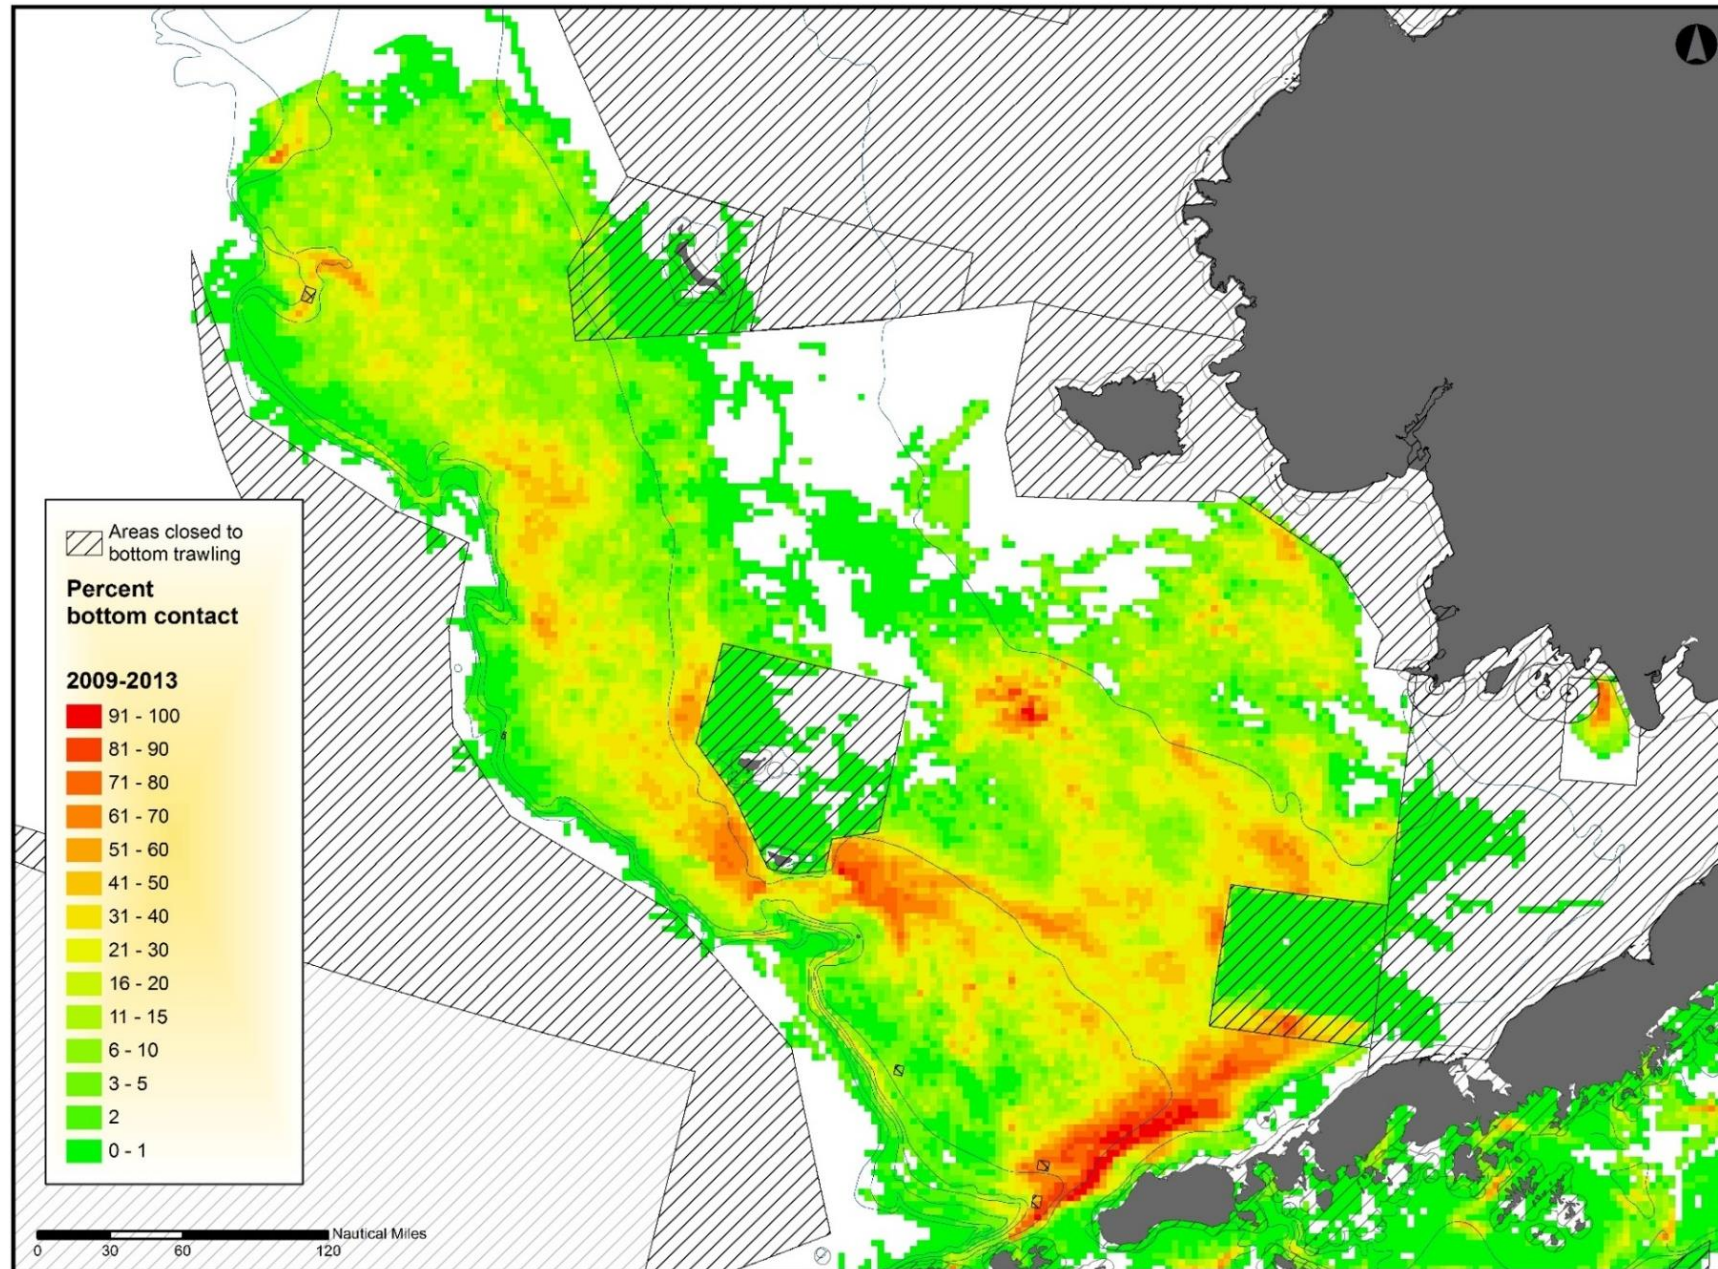 Areas closed to
bottom trawling
Percent
bottom contact
2009-2013
91 - 100
81 - 90
71 - 80
61 - 70
51 - 60
41 - 50
31 - 40
21 - 30
16 - 20
11 - 15
6 - 10
3 - 5
2
0 - 1
Nautical Miles
0 30 60 120